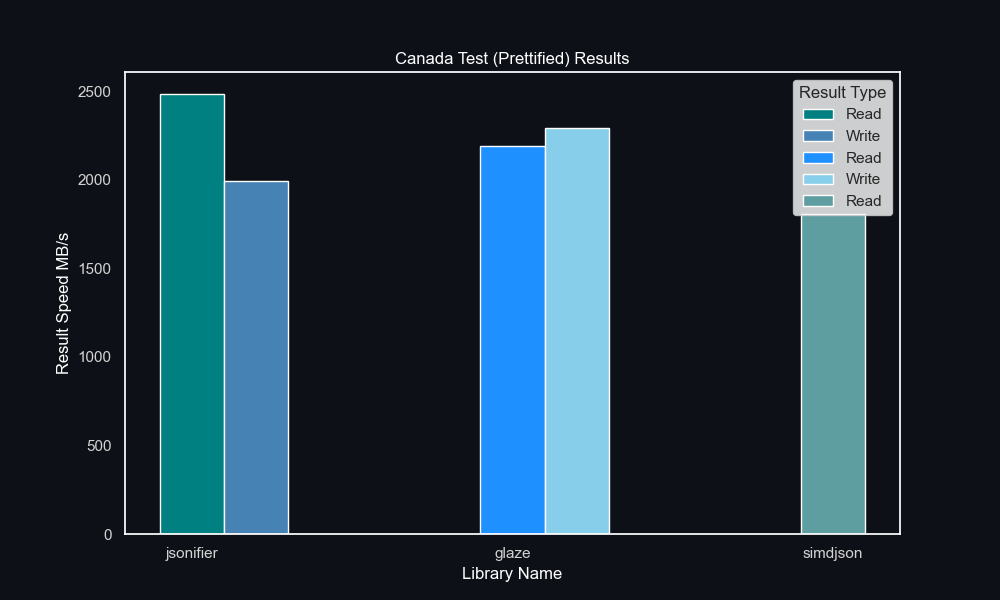 Canada Test (Prettified) Results
Result Type
Read
Write
Read
Write
Read
2500
2000
1500
1000
500
0
Result Speed MB/s
jsonifier
glaze
simdjson
Library Name